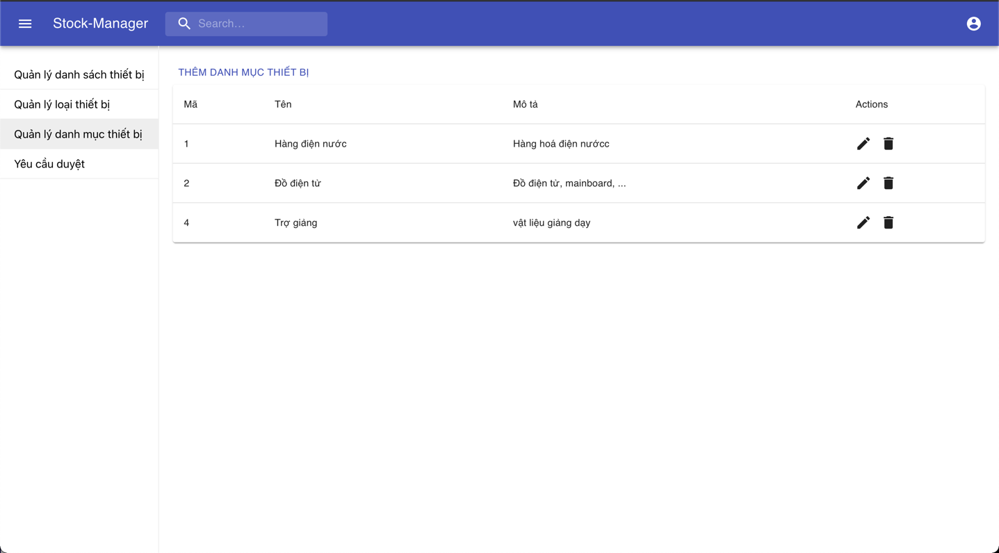 Stock-Manager Search…
Quản lý danh sách thiết bị
Quản lý loại thiết bị
Quản lý danh mục thiết bị
Yêu cầu duyệt
THÊM DANH MỤC THIẾT BỊ
Mã Tên Mô tả Actions
1 Hàng điện nước Hàng hoá điện nướcc
2 Đồ điện tử Đồ điện tử, mainboard, ...
4 Trợ giảng vật liệu giảng dạy